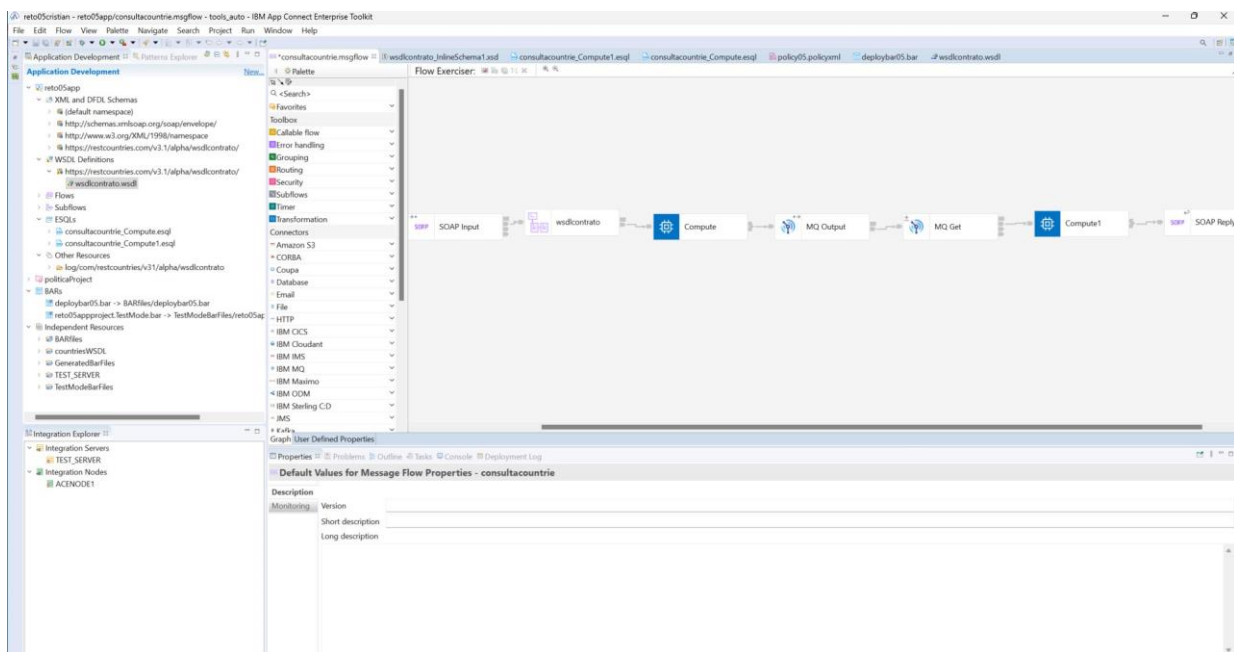 reto05cristian - reto05app/consultacountrie.msgflow - tools_auto - IBM App Connect Enterprise Toolkit
File Edit Flow View Palette Navigate Search Project Run Window Help
Application Development Patterns Explorer
Application Development New...
reto05app
XML and DFDL Schemas
(default namespace)
http://schemas.xmlsoap.org/soap/envelope/
http://www.w3.org/XML/1998/namespace
https://restcountries.com/v3.1/alpha/wsdlcontrato/
WSDL Definitions
https://restcountries.com/v3.1/alpha/wsdlcontrato/
wsdlcontrato.wsdl
Flows
Subflows
ESQLs
consultacountrie_Compute.esql
consultacountrie_Compute1.esql
Other Resources
log/com/restcountries/v31/alpha/wsdlcontrato
politicaProject
BARs
deploybar05.bar -> BARfiles/deploybar05.bar
reto05appproject.TestMode.bar -> TestModeBarFiles/reto05ap
Independent Resources
BARfiles
countriesWSDL
GeneratedBarFiles
TEST_SERVER
TestModeBarFiles
Integration Explorer
Integration Servers
TEST_SERVER
Integration Nodes
ACENODE1
*consultacountrie.msgflow wsdlcontrato_InlineSchema1.xsd consultacountrie_Compute1.esql consultacountrie_Compute.esql policy05.policyxml deploybar05.bar wsdlcontrato.wsdl
Palette
<Search>
Favorites
Toolbox
Callable flow
Error handling
Grouping
Routing
Security
Subflows
Timer
Transformation
Connectors
Amazon S3
CORBA
Coupa
Database
Email
File
HTTP
IBM CICS
IBM Cloudant
IBM IMS
IBM MQ
IBM Maximo
IBM ODM
IBM Sterling C:D
JMS
Kafka
Flow Exerciser:
SOAP SOAP Input
wsdlcontrato
Compute
MQ Output
MQ Get
Compute1
SOAP SOAP Reply
Graph User Defined Properties
Properties Problems Outline Tasks Console Deployment Log
Default Values for Message Flow Properties - consultacountrie
Description
Monitoring
Version
Short description
Long description